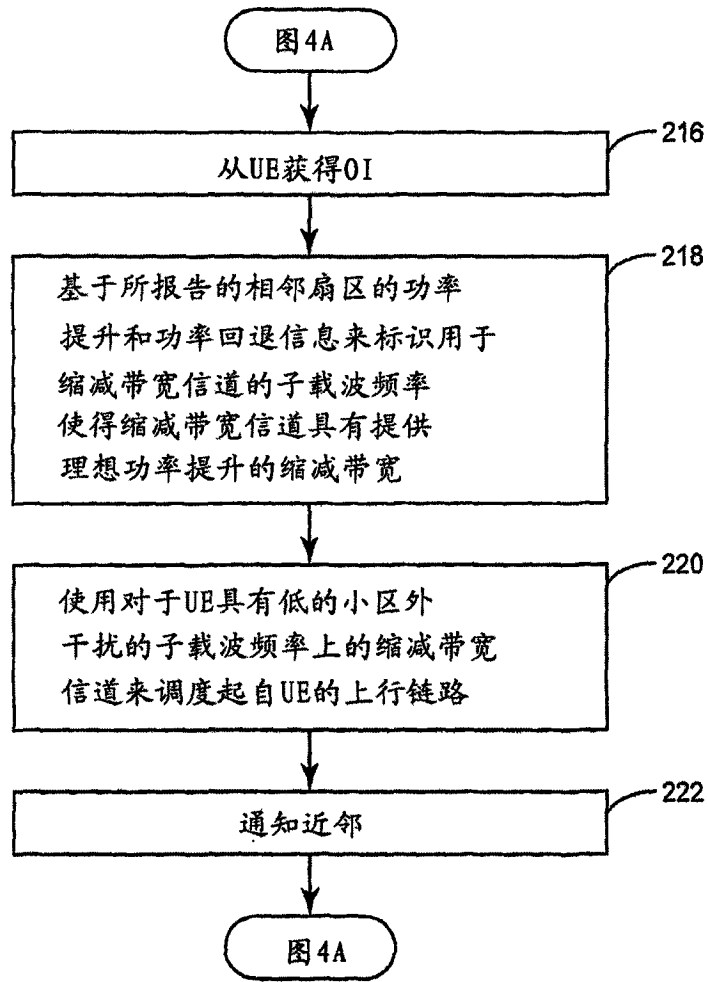 图4A
216
从UE获得OI
218
基于所报告的相邻扇区的功率
提升和功率回退信息来标识用于
缩减带宽信道的子载波频率
使得缩减带宽信道具有提供
理想功率提升的缩减带宽
220
使用对于UE具有低的小区外
干扰的子载波频率上的缩减带宽
信道来调度起自UE的上行链路
222
通知近邻
图4A